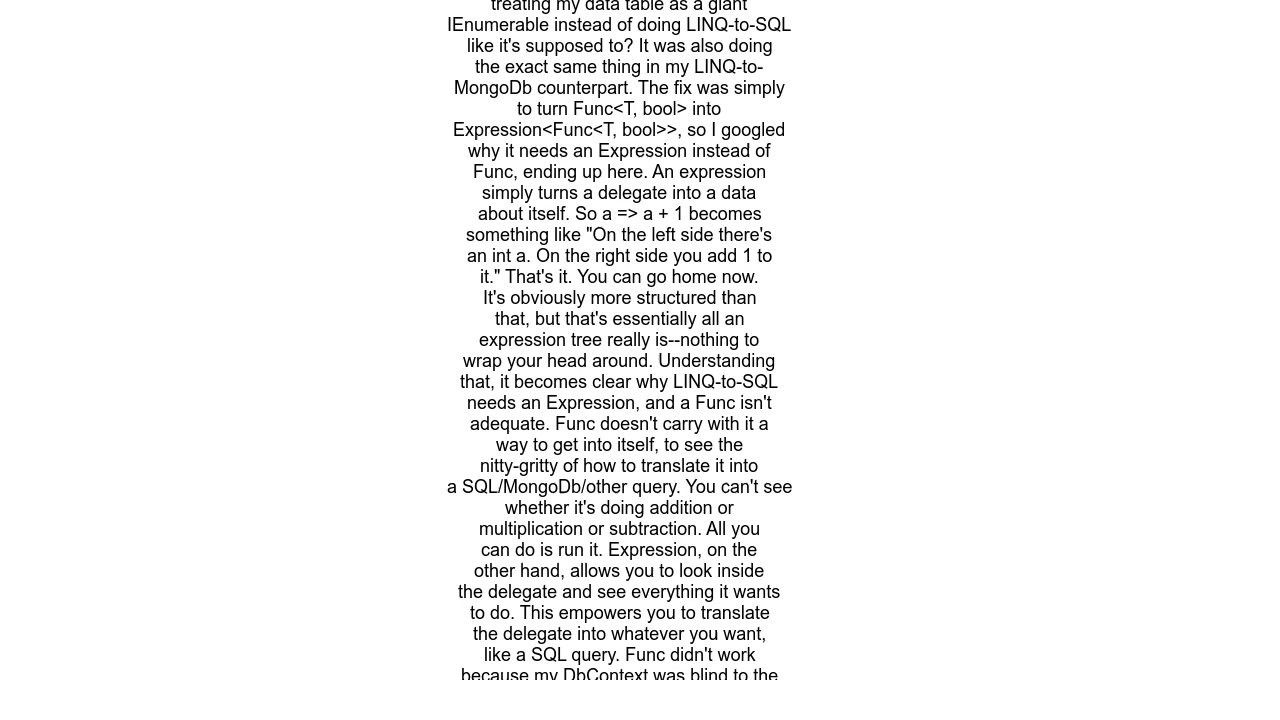 treating my data table as a giant
IEnumerable instead of doing LINQ-to-SQL
like it's supposed to? It was also doing
the exact same thing in my LINQ-to-
MongoDb counterpart. The fix was simply
to turn Func<T, bool> into
Expression<Func<T, bool>>, so I googled
why it needs an Expression instead of
Func, ending up here. An expression
simply turns a delegate into a data
about itself. So a => a + 1 becomes
something like "On the left side there's
an int a. On the right side you add 1 to
it." That's it. You can go home now.
It's obviously more structured than
that, but that's essentially all an
expression tree really is--nothing to
wrap your head around. Understanding
that, it becomes clear why LINQ-to-SQL
needs an Expression, and a Func isn't
adequate. Func doesn't carry with it a
way to get into itself, to see the
nitty-gritty of how to translate it into
a SQL/MongoDb/other query. You can't see
whether it's doing addition or
multiplication or subtraction. All you
can do is run it. Expression, on the
other hand, allows you to look inside
the delegate and see everything it wants
to do. This empowers you to translate
the delegate into whatever you want,
like a SQL query. Func didn't work
because my DbContext was blind to the